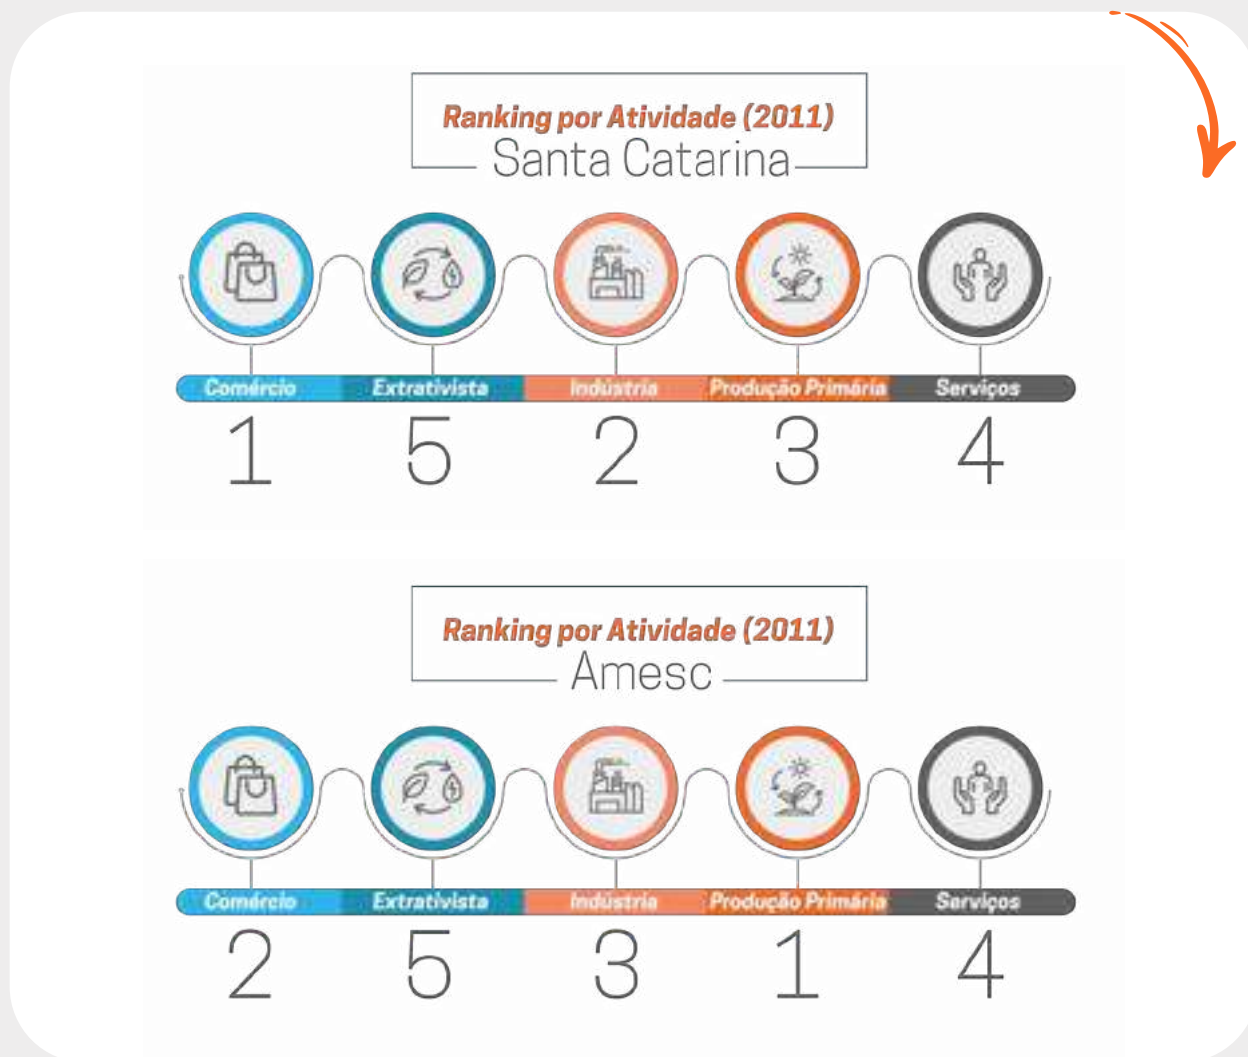 Ranking por Atividade (2011)
Santa Catarina
Comércio Extrativista Indústria Produção Primária Serviços
1 5 2 3 4
Ranking por Atividade (2011)
Amesc
Comércio Extrativista Indústria Produção Primária Serviços
2 5 3 1 4